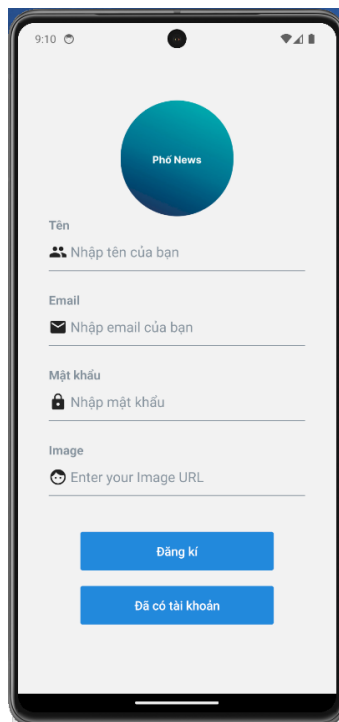 9:10
Phố News
Tên
Nhập tên của bạn
Email
Nhập email của bạn
Mật khẩu
Nhập mật khẩu
Image
Enter your Image URL
Đăng kí
Đã có tài khoản